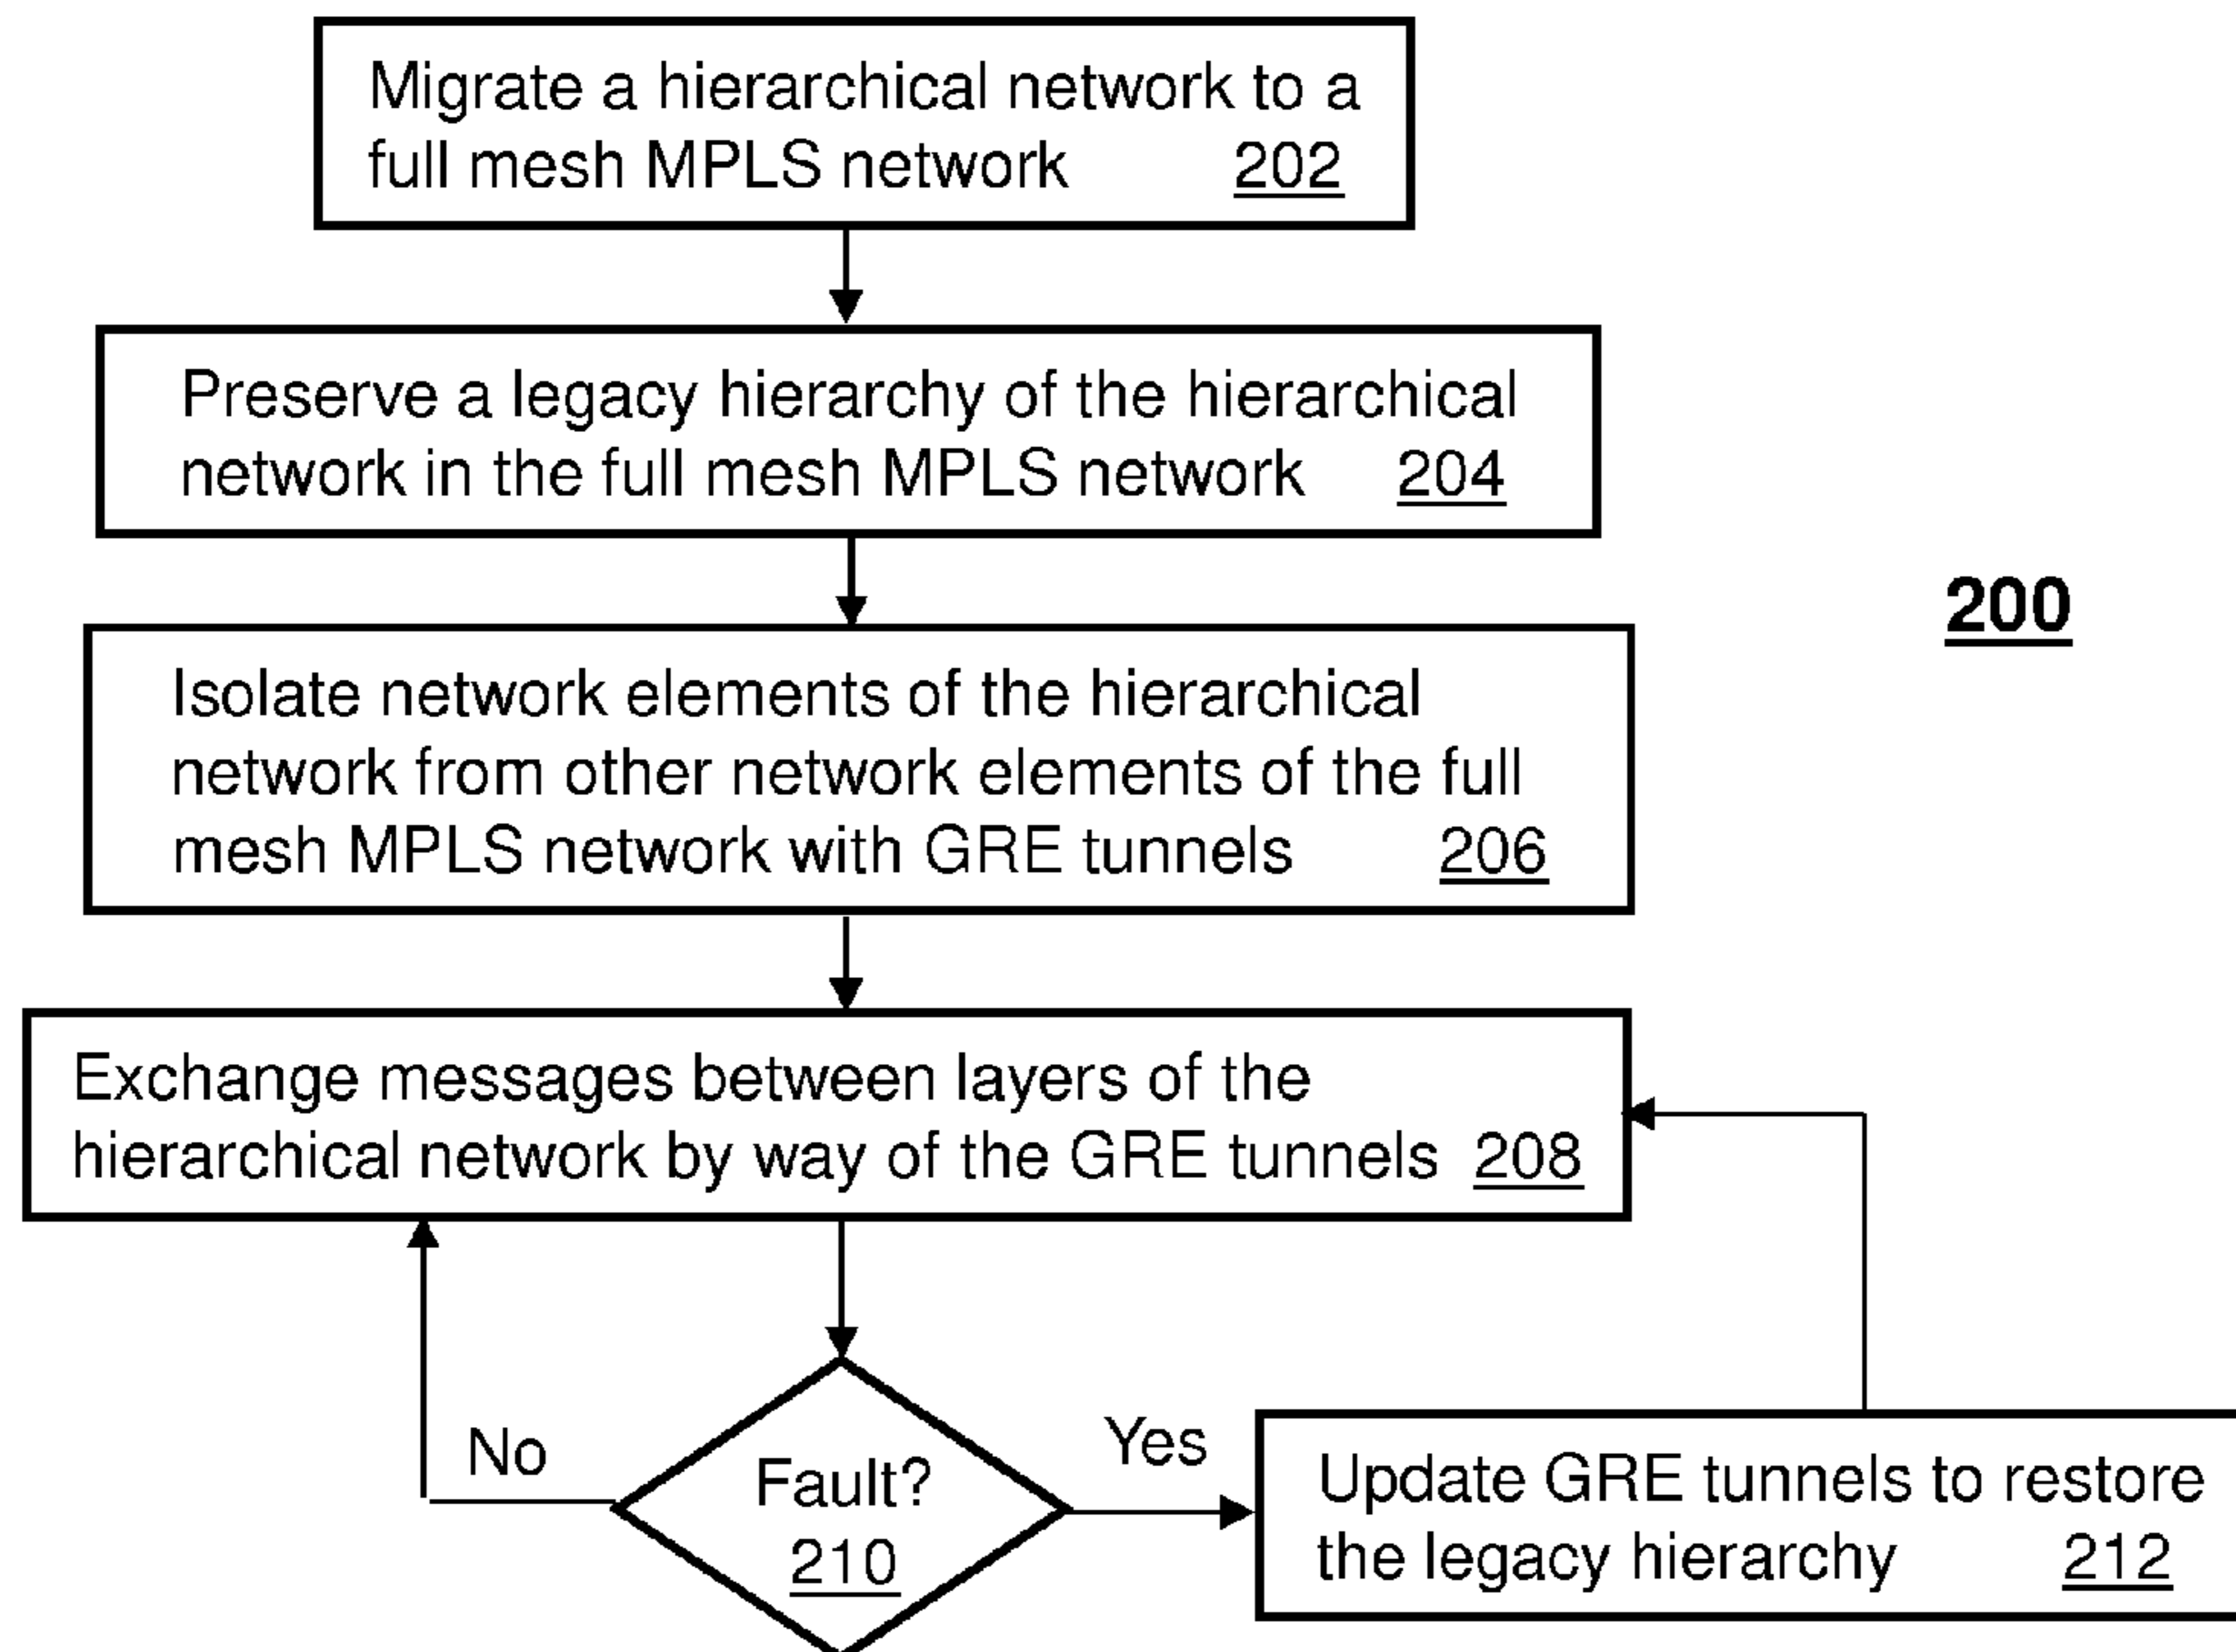 Migrate a hierarchical network to a
full mesh MPLS network 202
Preserve a legacy hierarchy of the hierarchical
network in the full mesh MPLS network 204
200
Isolate network elements of the hierarchical
network from other network elements of the full
mesh MPLS network with GRE tunnels 206
Exchange messages between layers of the
hierarchical network by way of the GRE tunnels 208
No
Fault?
210
Yes
Update GRE tunnels to restore
the legacy hierarchy 212